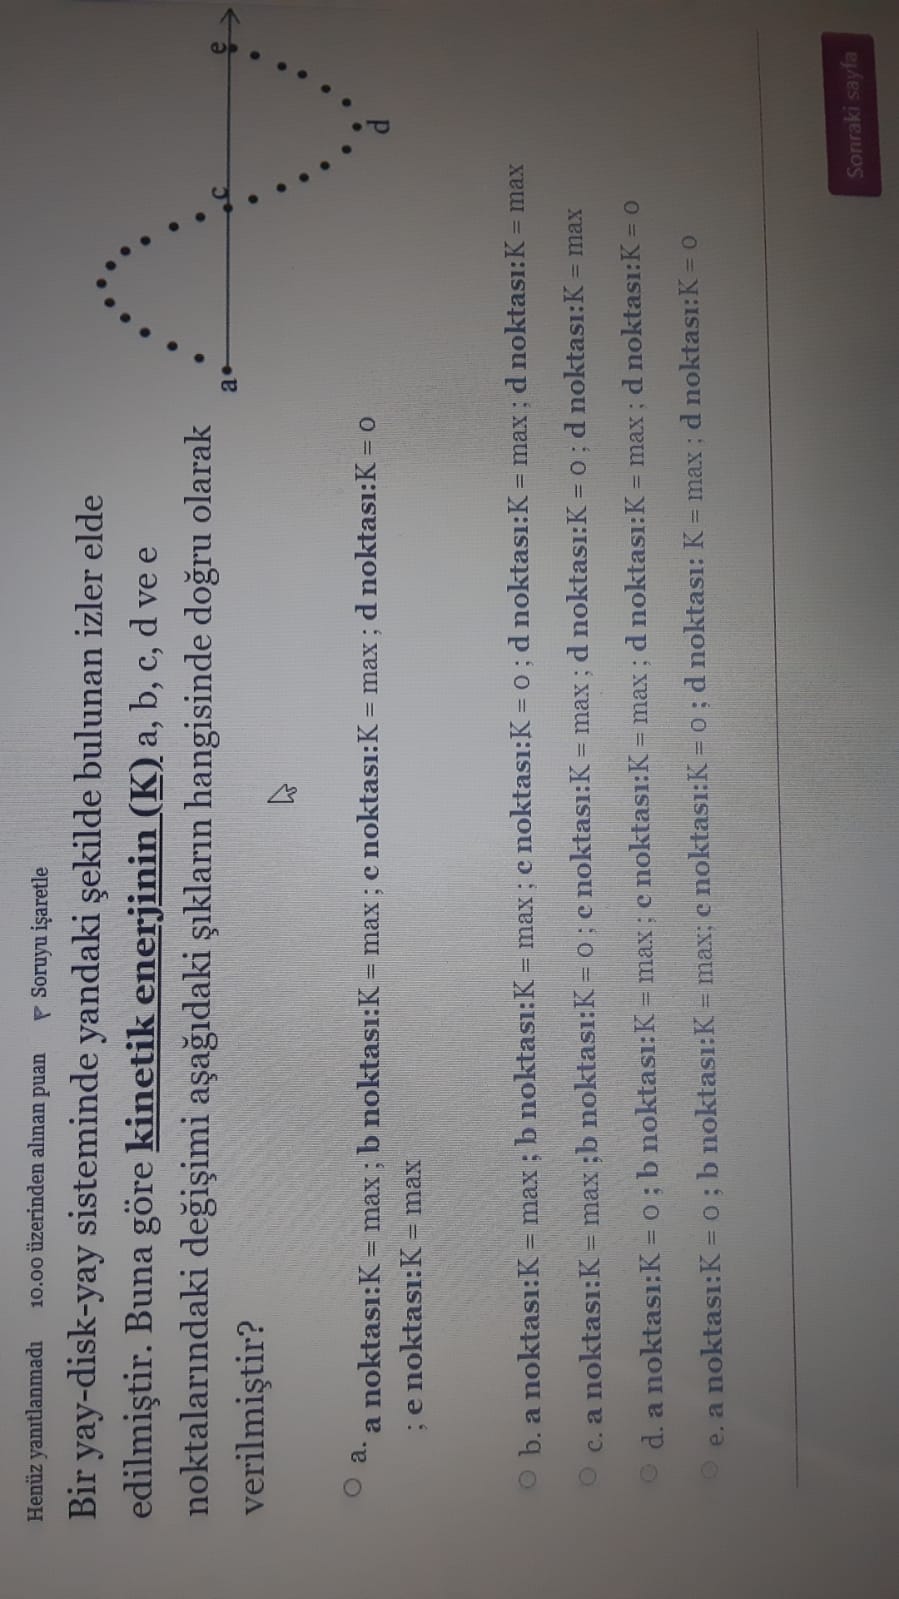 Henüz yanıtlanmadı 10.00 üzerinden alınan puan Soruyu işaretle
Bir yay-disk-yay sisteminde yandaki şekilde bulunan izler elde
edilmiştir. Buna göre kinetik enerjinin (K) a, b, c, d ve e
noktalarındaki değişimi aşağıdaki şıkların hangisinde doğru olarak
verilmiştir?
a
c
e
d
a. a noktası:K = max ; b noktası:K = max ; c noktası:K = max ; d noktası:K = 0
; e noktası:K = max
b. a noktası:K = max ; b noktası:K = max ; c noktası:K = 0 ; d noktası:K = max ; d noktası:K = max
c. a noktası:K = max ;b noktası:K = 0 ; c noktası:K = max ; d noktası:K = 0 ; d noktası:K = max
d. a noktası:K = 0 ; b noktası:K = max ; c noktası:K = max ; d noktası:K = max ; d noktası:K = 0
e. a noktası:K = 0 ; b noktası:K = max; c noktası:K = 0 ; d noktası: K = max ; d noktası:K = 0
Sonraki sayfa